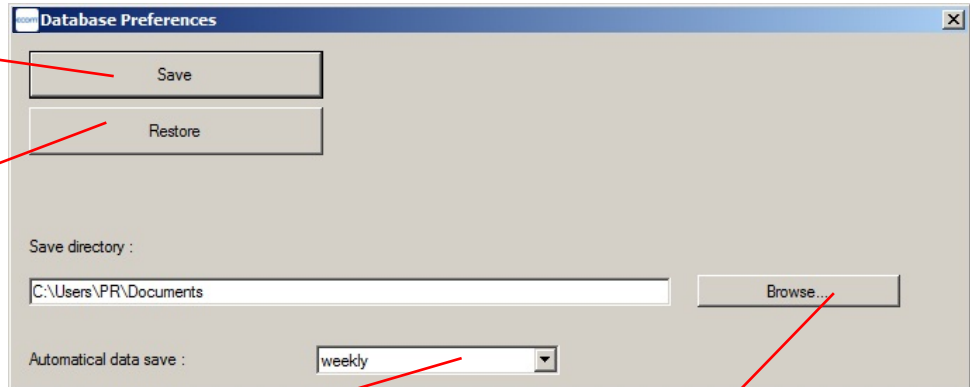 ecom Database Preferences
Save
Restore
Save directory :
C:\Users\PR\Documents
Browse...
Automatical data save :
weekly